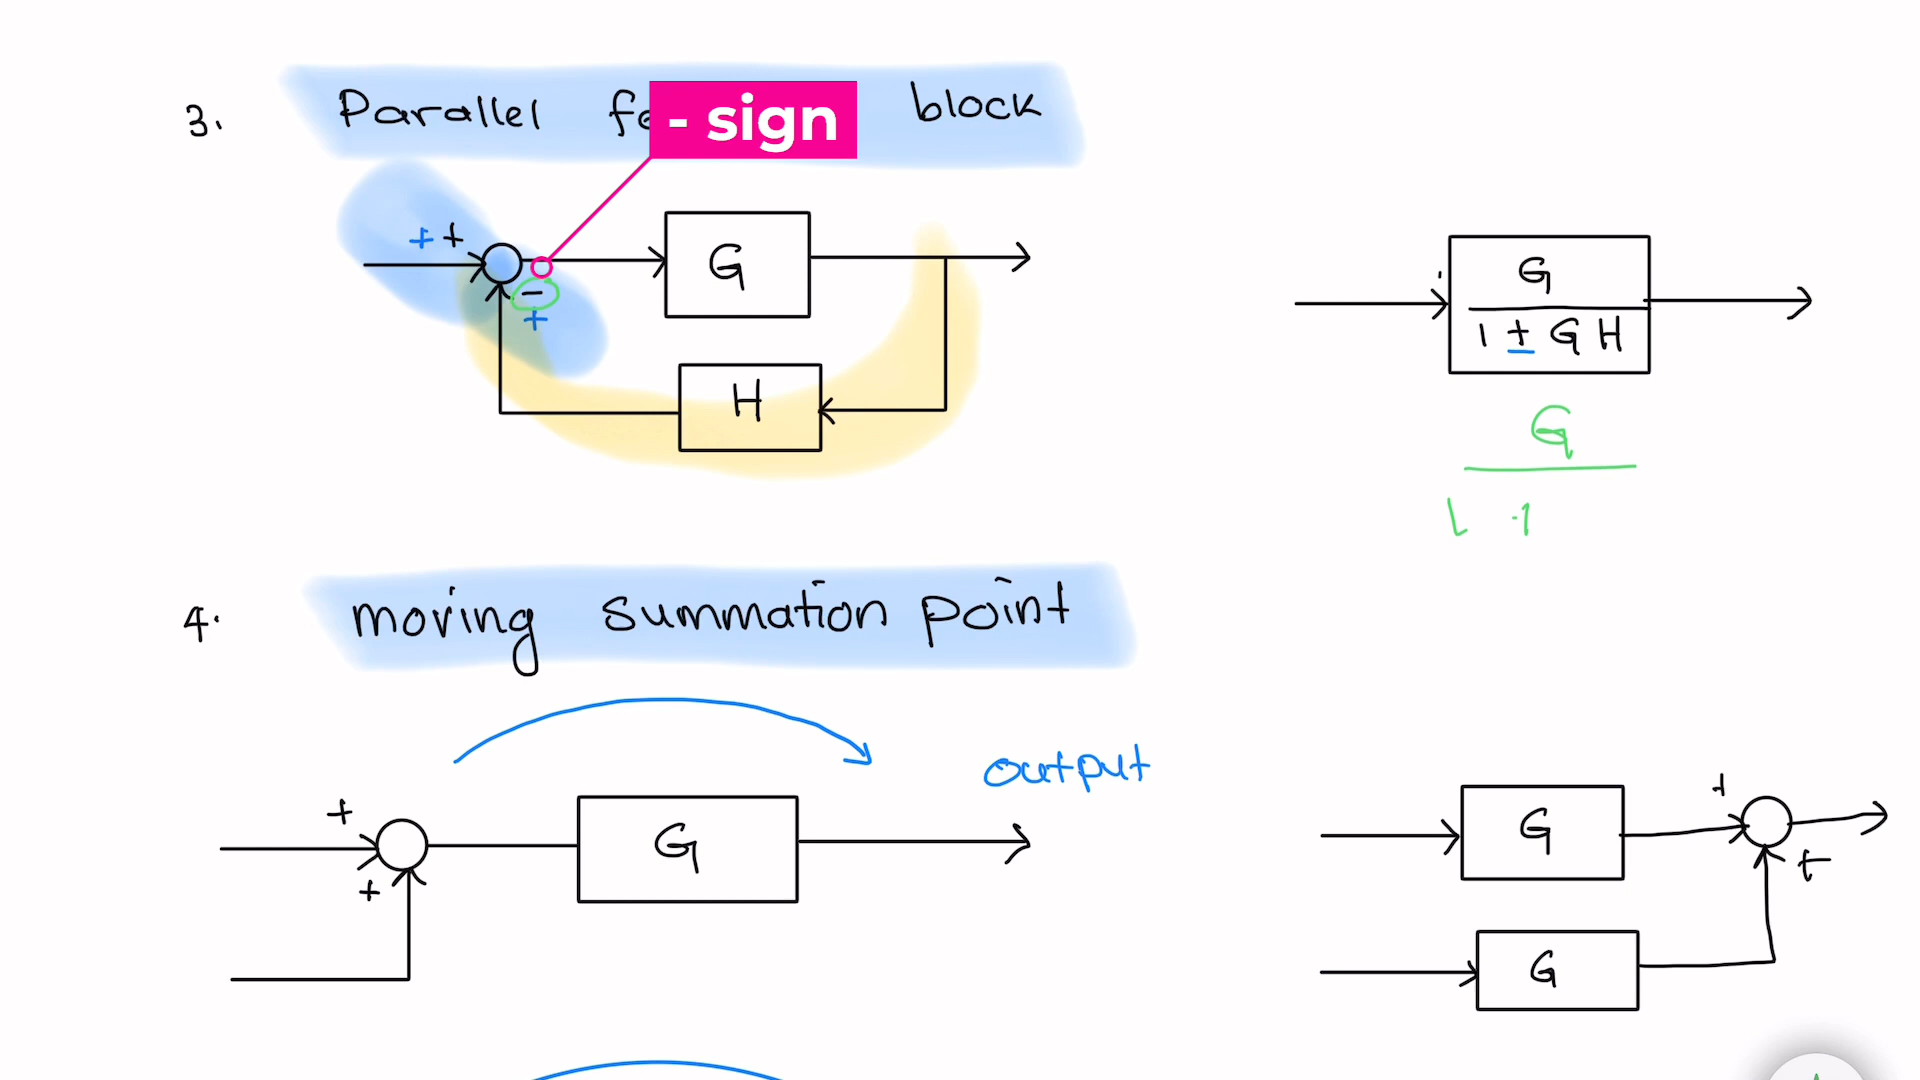 3. Parallel block
- sign
+ +
G
-
+
H
G
1 ± G H
G
4. moving summation point
output
+
G
+
G
+
+
G